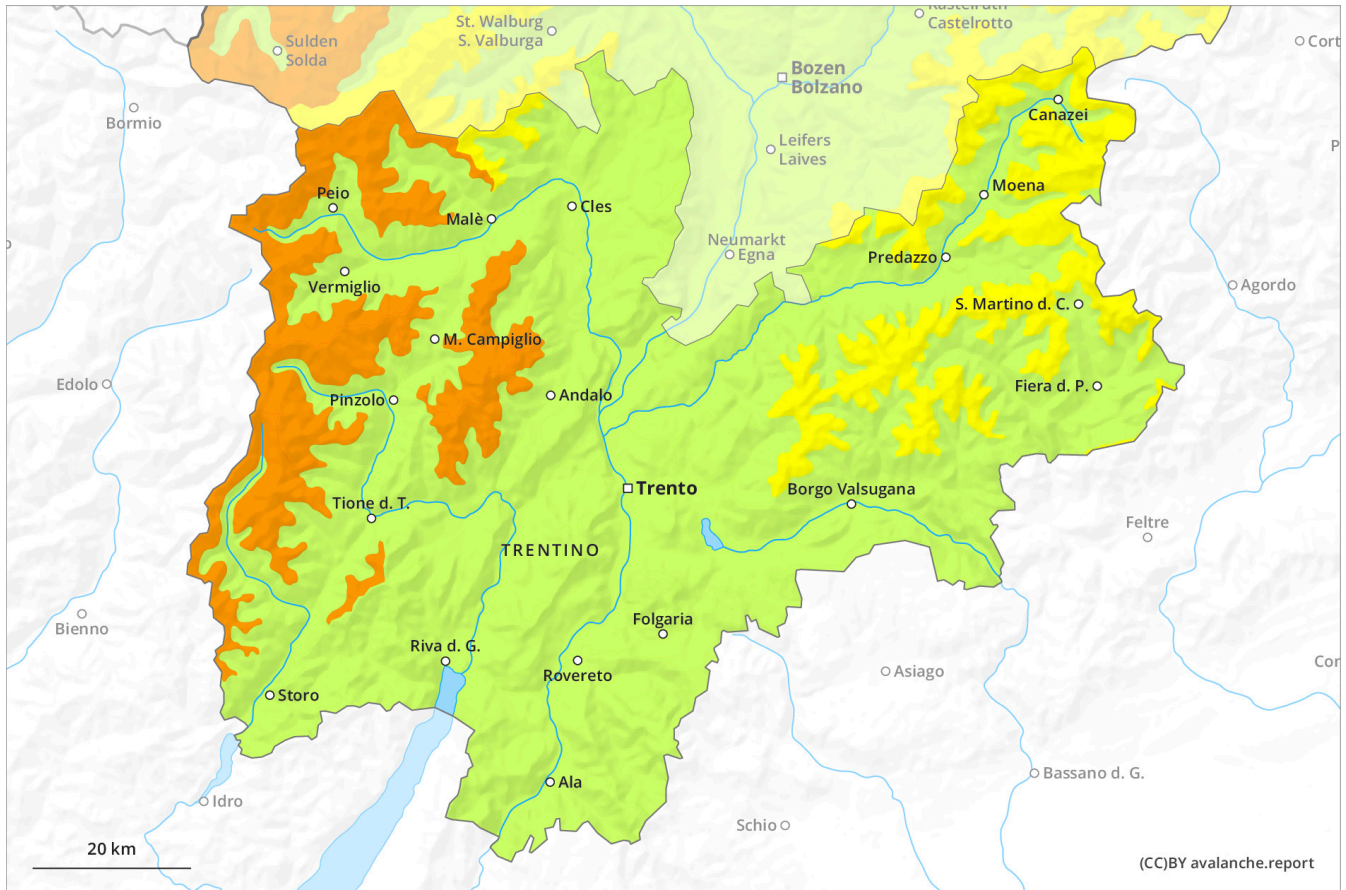 Kastelruth
Castelrotto
St. Walburg
S. Valburga
Sulden
Solda
Cort
Bozen
Bolzano
Bormio
Canazei
Leifers
Laives
P
Peio
Moena
Malè
Cles
Neumarkt
Egna
Predazzo
Vermiglio
Agordo
S. Martino d. C.
M. Campiglio
Edolo
Fiera d. P.
Andalo
Pinzolo
Trento
Borgo Valsugana
Tione d. T.
Feltre
TRENTINO
Bienno
Folgaria
Riva d. G.
Asiago
Cor
Rovereto
Storo
Bassano d. G.
Ala
Idro
Schio
20 km
(CC)BY avalanche.report